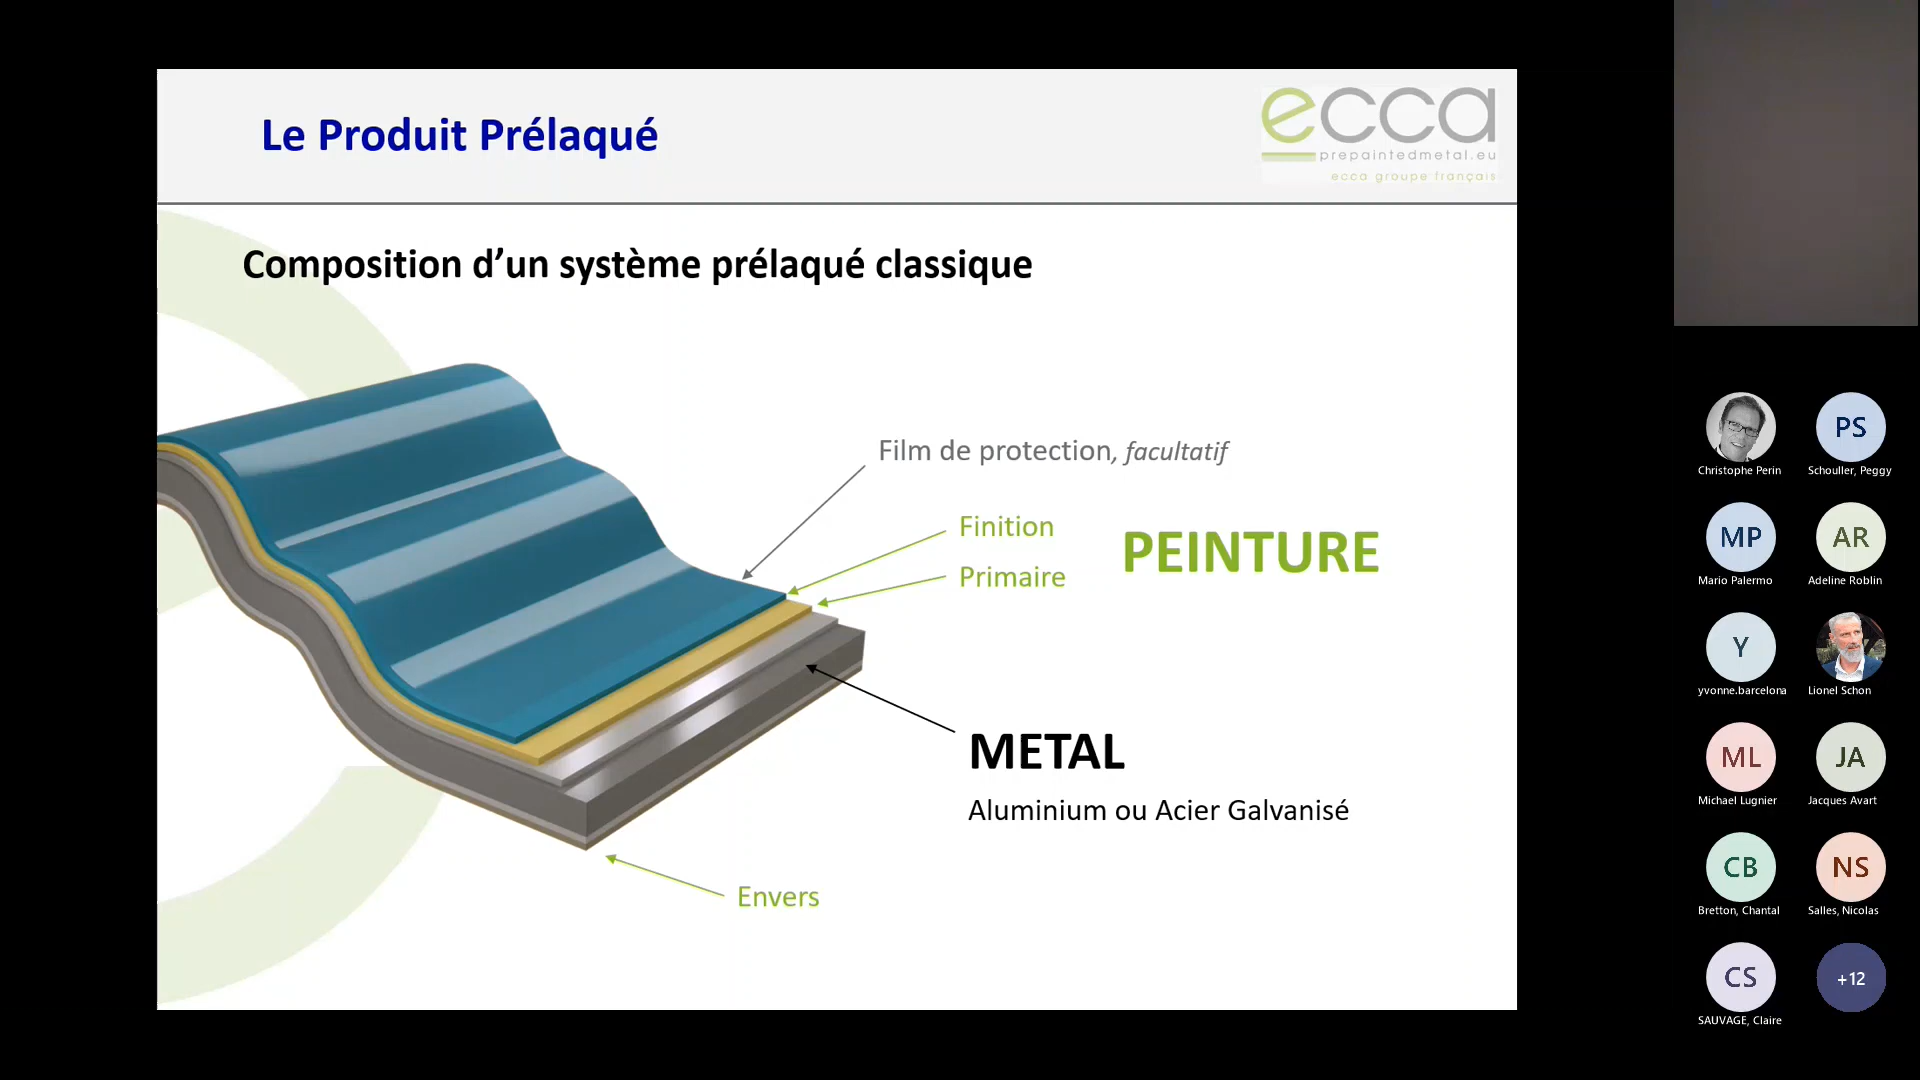 Le Produit Prélaqué
ecca
prepaintedmetal.eu
ecca groupe français
Composition d’un système prélaqué classique
Film de protection, facultatif
Finition
Primaire
PEINTURE
METAL
Aluminium ou Acier Galvanisé
Envers
Christophe Perin
PS
Schouller, Peggy
MP
Mario Palermo
AR
Adeline Roblin
Y
yvonne.barcelona
Lionel Schon
ML
Michael Lugnier
JA
Jacques Avart
CB
Bretton, Chantal
NS
Salles, Nicolas
CS
SAUVAGE, Claire
+12